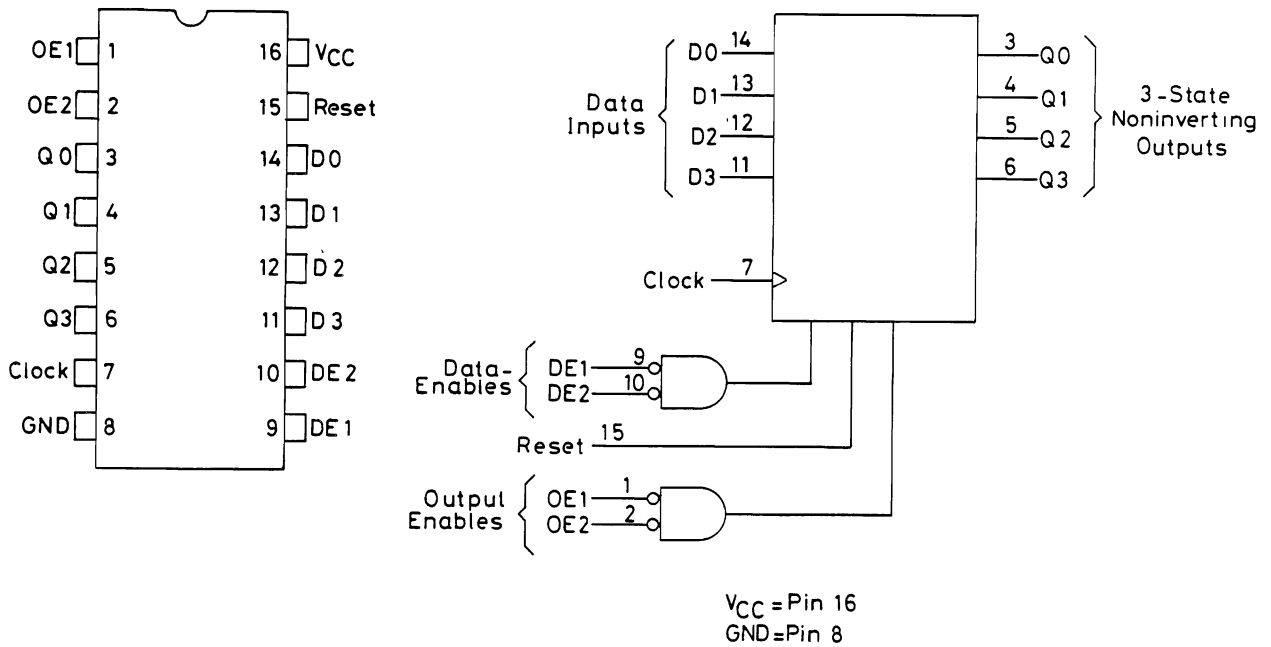 OE1 1
OE2 2
Q0 3
Q1 4
Q2 5
Q3 6
Clock 7
GND 8
16 VCC
15 Reset
14 D0
13 D1
12 D2
11 D3
10 DE2
9 DE1
Data
Inputs
D0 14
D1 13
D2 12
D3 11
3 Q0
4 Q1
5 Q2
6 Q3
3-State
Noninverting
Outputs
Clock 7
Data-
Enables
DE1 9
DE2 10
Reset 15
Output
Enables
OE1 1
OE2 2
VCC=Pin 16
GND=Pin 8